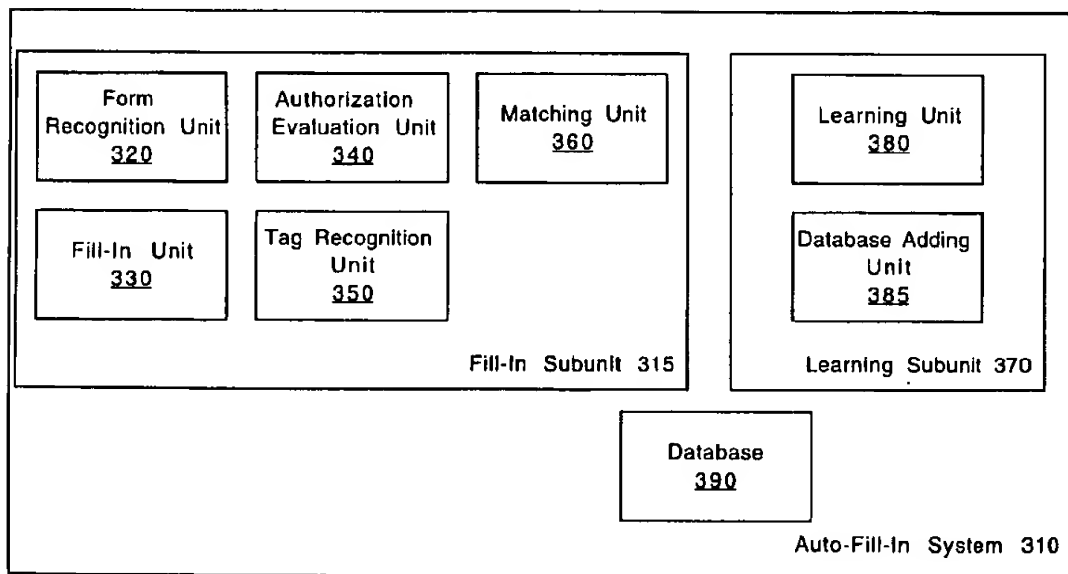 Form
Recognition Unit
320
Authorization
Evaluation Unit
340
Matching Unit
360
Fill-In Unit
330
Tag Recognition
Unit
350
Fill-In Subunit 315
Learning Unit
380
Database Adding
Unit
385
Learning Subunit 370
Database
390
Auto-Fill-In System 310